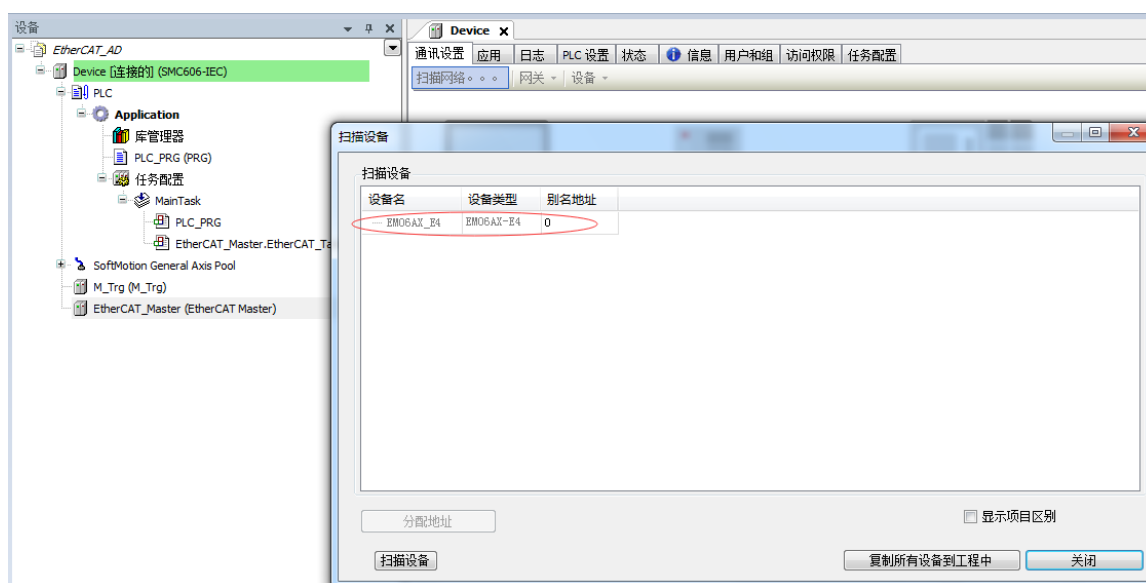 设备
EtherCAT_AD
Device [连接的] (SMC606-IEC)
PLC
Application
库管理器
PLC_PRG (PRG)
任务配置
MainTask
PLC_PRG
EtherCAT_Master.EtherCAT_Ta
SoftMotion General Axis Pool
M_Trg (M_Trg)
EtherCAT_Master (EtherCAT Master)
Device
通讯设置 应用 日志 PLC 设置 状态 信息 用户和组 访问权限 任务配置
扫描网络。。。 网关 设备
扫描设备
扫描设备
设备名 设备类型 别名地址
EM06AX_E4 EM06AX-E4 0
分配地址
显示项目区别
扫描设备
复制所有设备到工程中 关闭